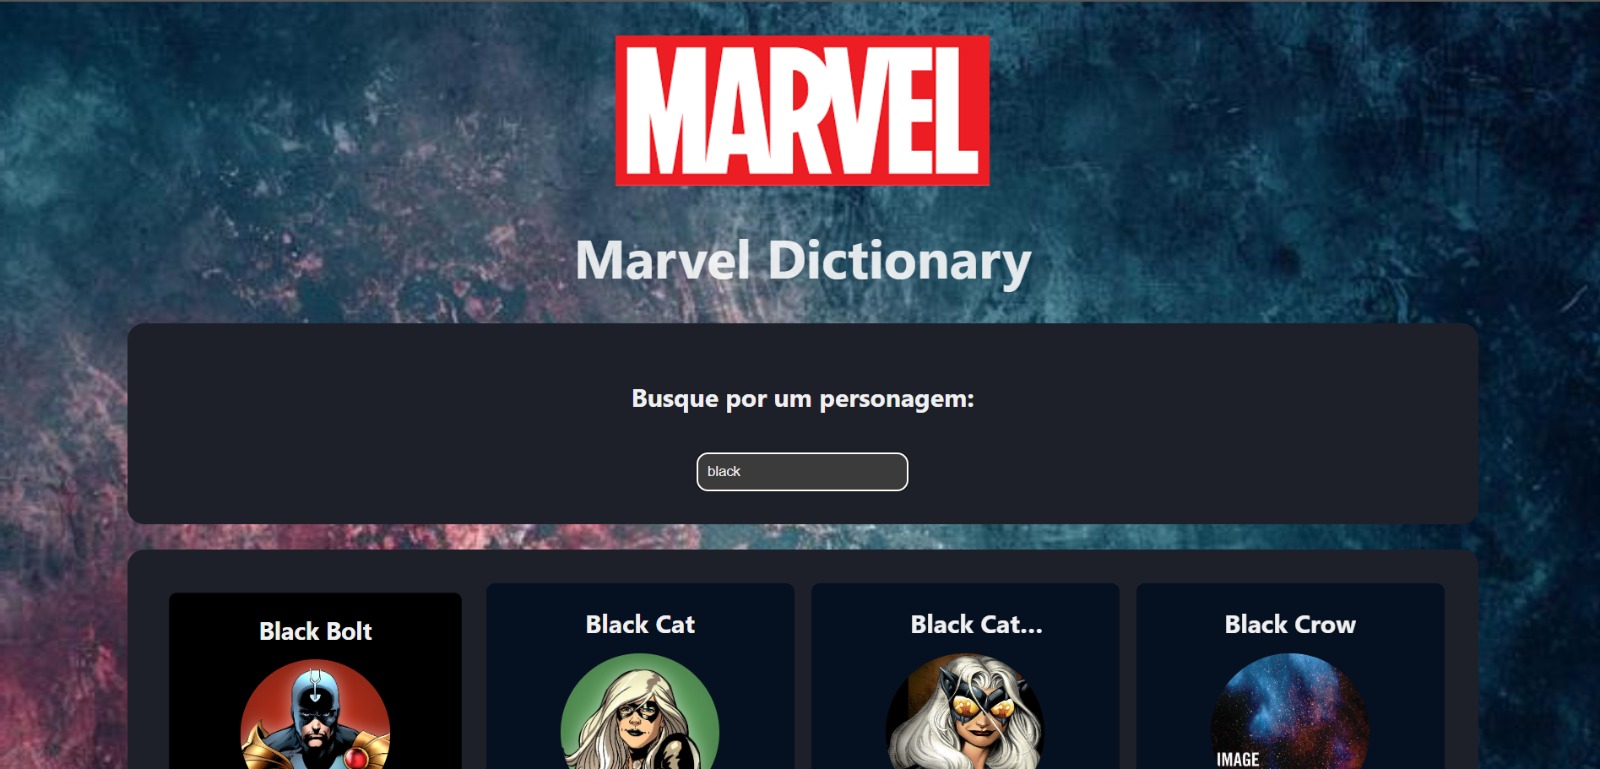 MARVEL
Marvel Dictionary
Busque por um personagem:
black
Black Bolt
Black Cat
Black Cat...
Black Crow
IMAGE